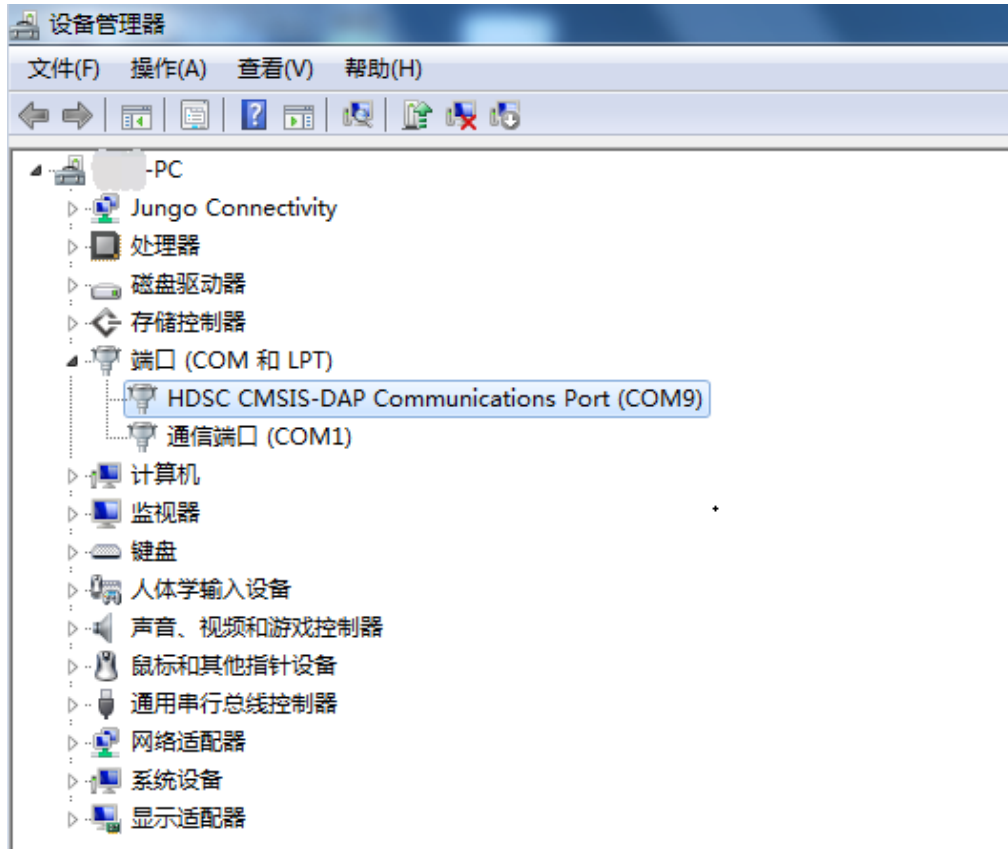 设备管理器
文件(F) 操作(A) 查看(V) 帮助(H)
-PC
Jungo Connectivity
处理器
磁盘驱动器
存储控制器
端口 (COM 和 LPT)
HDSC CMSIS-DAP Communications Port (COM9)
通信端口 (COM1)
计算机
监视器
键盘
人体学输入设备
声音、视频和游戏控制器
鼠标和其他指针设备
通用串行总线控制器
网络适配器
系统设备
显示适配器